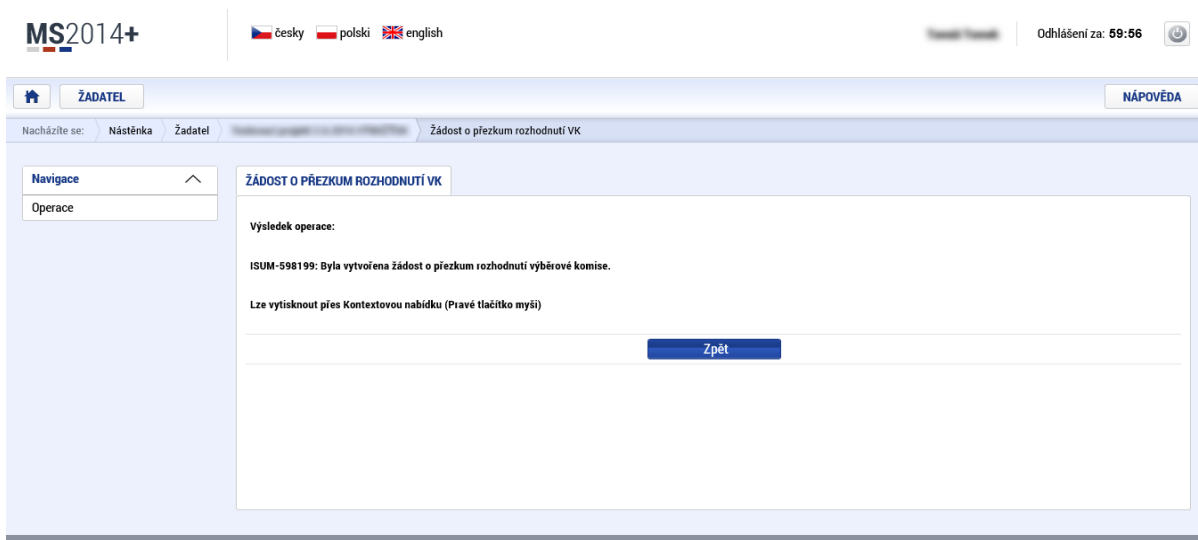 MS2014+
česky polski english
Odhlášení za: 59:56
ŽADATEL
NÁPOVĚDA
Nacházíte se: Nástěnka Žadatel Žádost o přezkum rozhodnutí VK
Navigace
Operace
ŽÁDOST O PŘEZKUM ROZHODNUTÍ VK
Výsledek operace:
ISUM-598199: Byla vytvořena žádost o přezkum rozhodnutí výběrové komise.
Lze vytisknout přes Kontextovou nabídku (Pravé tlačítko myši)
Zpět